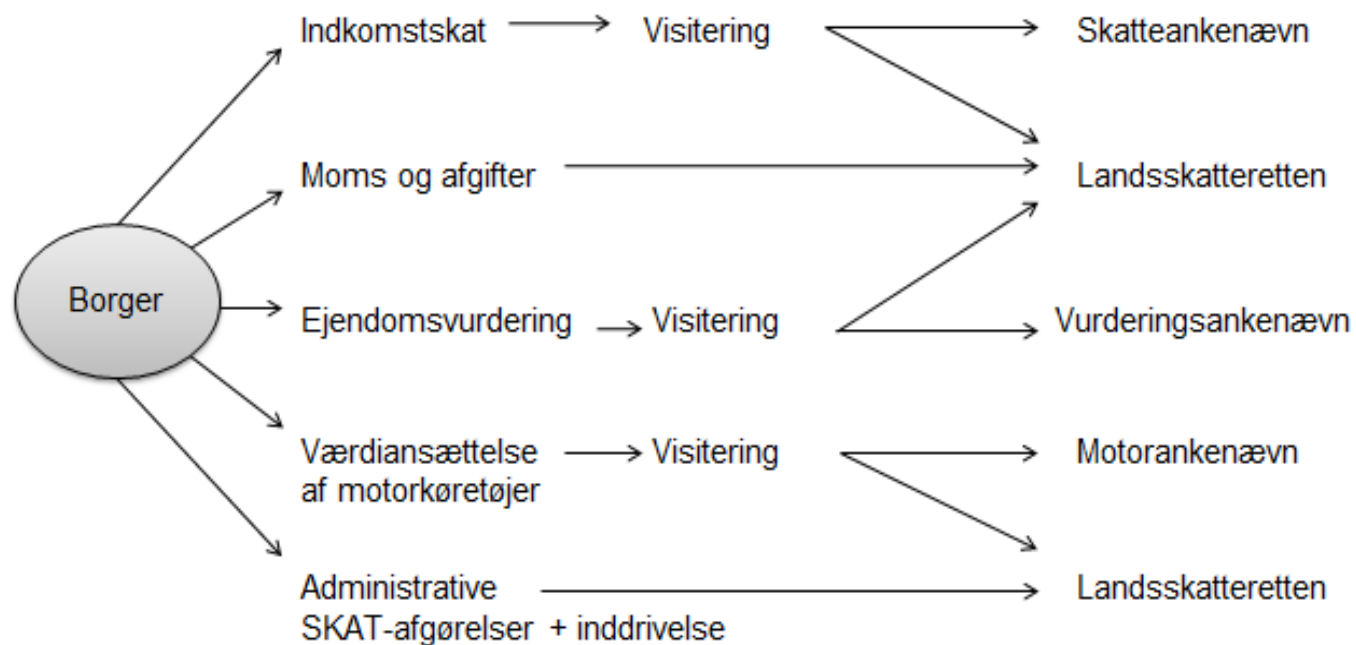 Indkomstskat Visitering Skatteankenævn
Moms og afgifter Landsskatteretten
Borger
Ejendomsvurdering Visitering Vurderingsankenævn
Værdiansættelse Visitering Motorankenævn
af motorkøretøjer
Administrative Landsskatteretten
SKAT-afgørelser + inddrivelse